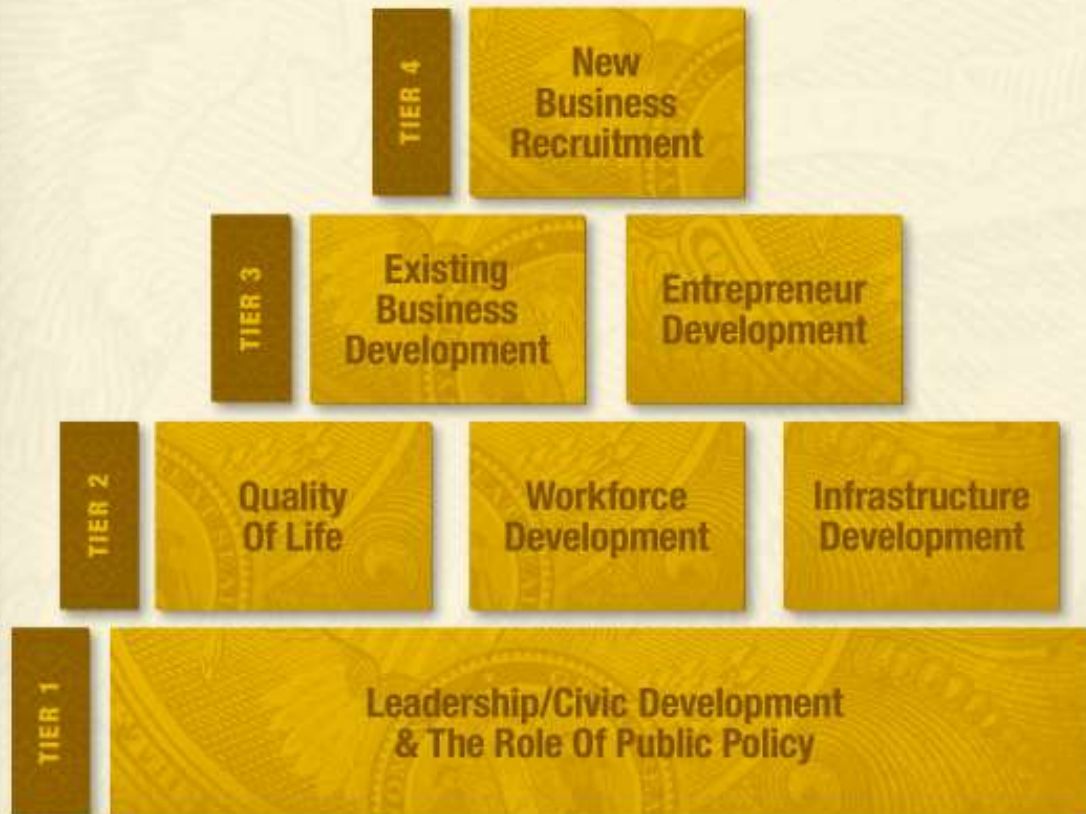 TIER 4
New
Business
Recruitment
TIER 3
Existing
Business
Development
Entrepreneur
Development
TIER 2
Quality
Of Life
Workforce
Development
Infrastructure
Development
TIER 1
Leadership/Civic Development
& The Role Of Public Policy